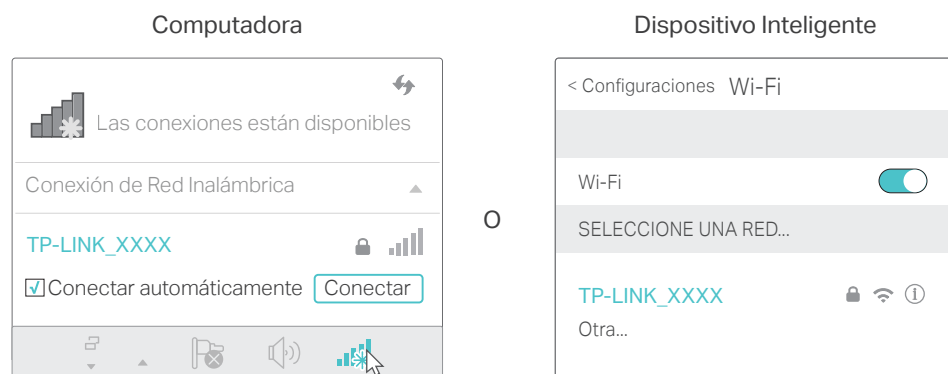 Computadora
Las conexiones están disponibles
Conexión de Red Inalámbrica
TP-LINK_XXXX
Conectar automáticamente Conectar
O
Dispositivo Inteligente
< Configuraciones Wi-Fi
Wi-Fi
SELECCIONE UNA RED...
TP-LINK_XXXX
Otra...